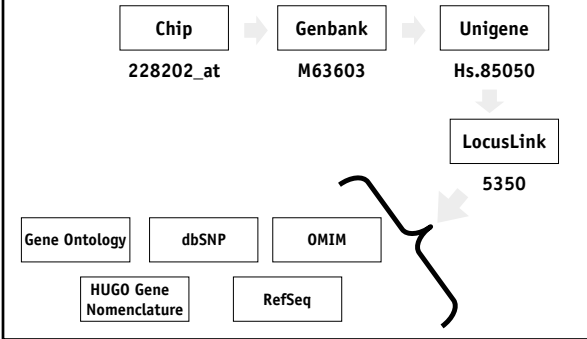 Chip
Genbank
Unigene
228202_at
M63603
Hs.85050
LocusLink
5350
Gene Ontology
dbSNP
OMIM
HUGO Gene
Nomenclature
RefSeq